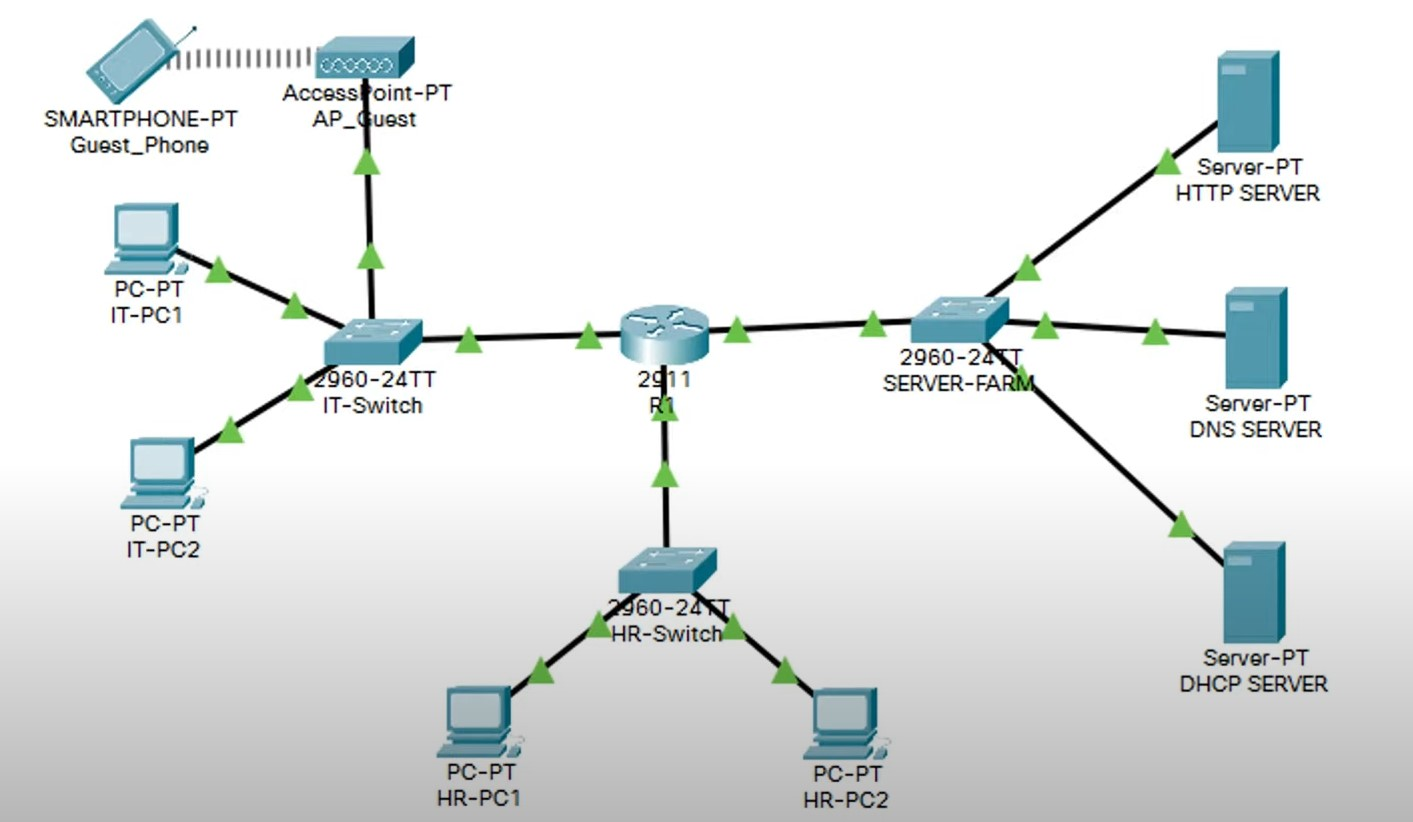 SMARTPHONE-PT
Guest_Phone
AccessPoint-PT
AP_Guest
Server-PT
HTTP SERVER
PC-PT
IT-PC1
2960-24TT
IT-Switch
2911
R1
2960-24TT
SERVER-FARM
Server-PT
DNS SERVER
PC-PT
IT-PC2
2960-24TT
HR-Switch
Server-PT
DHCP SERVER
PC-PT
HR-PC1
PC-PT
HR-PC2